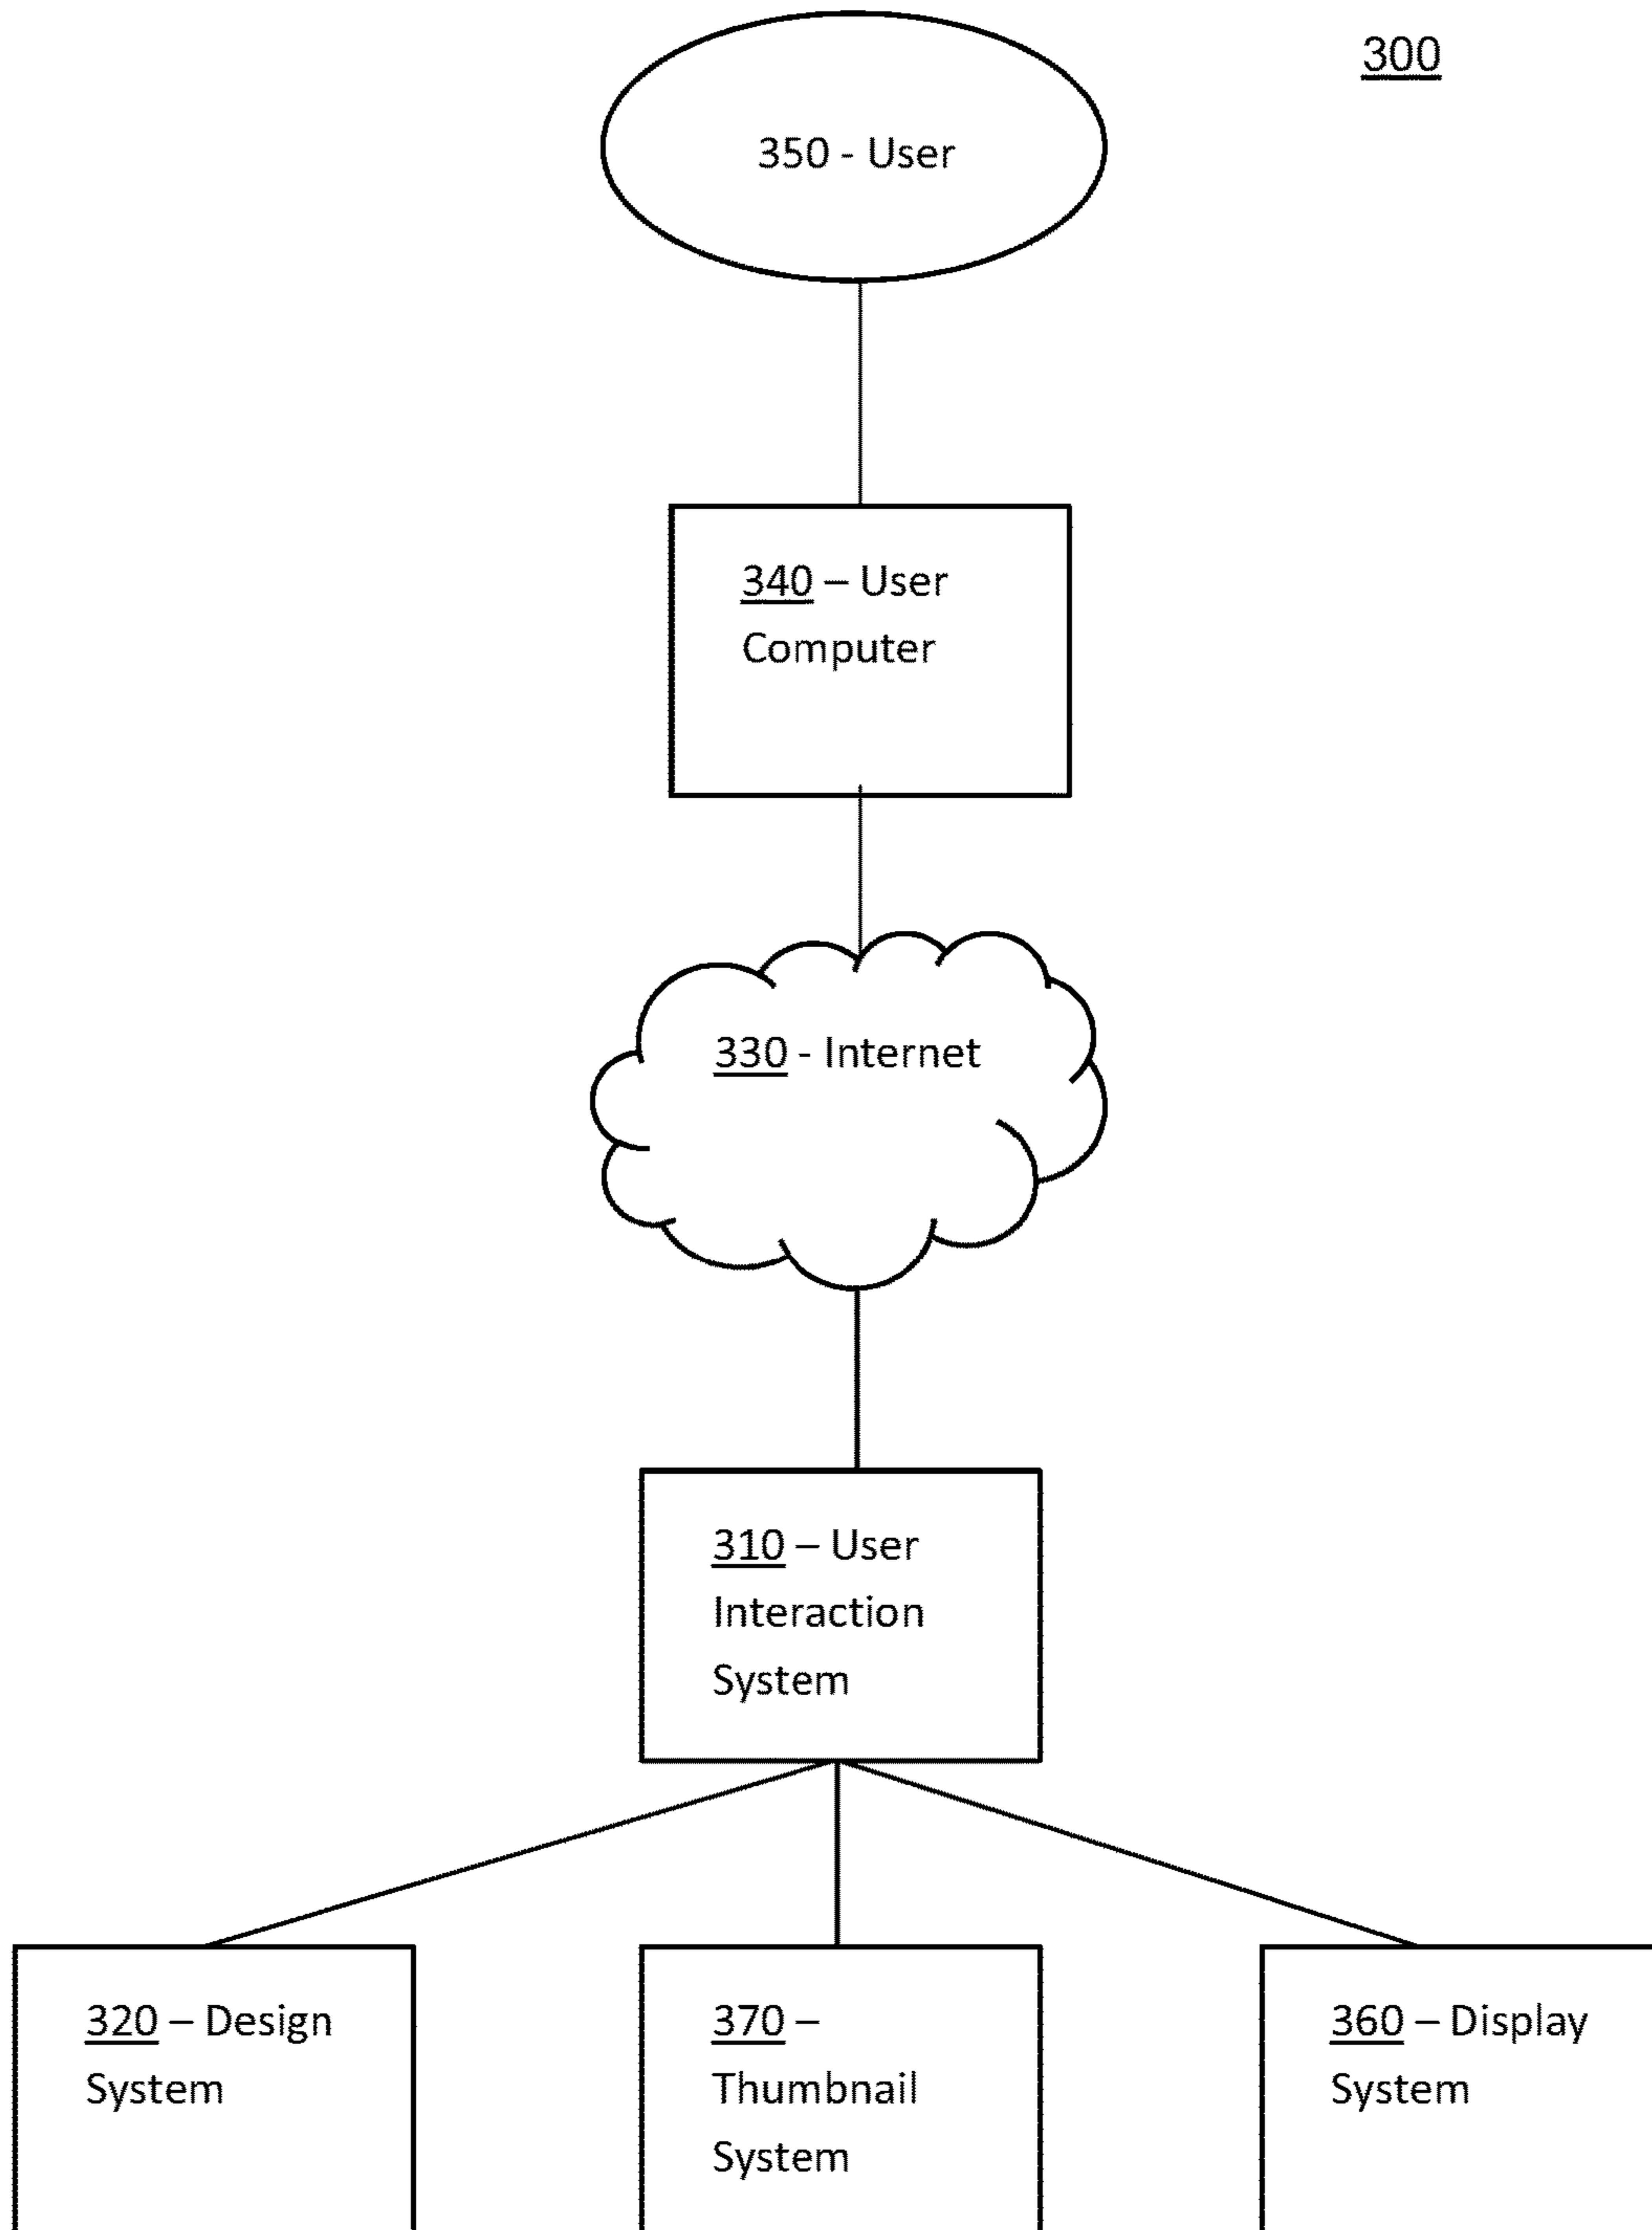 300
350 - User
340 – User
Computer
330 - Internet
310 – User
Interaction
System
320 – Design
System
370 –
Thumbnail
System
360 – Display
System